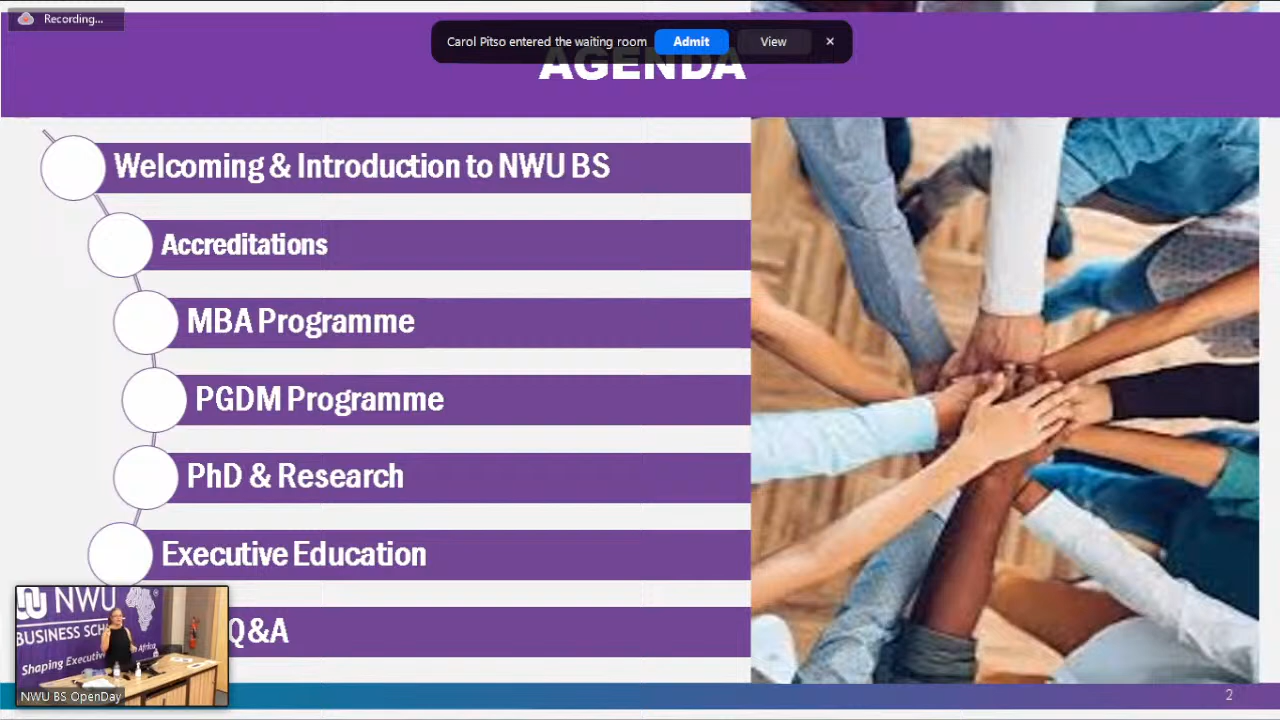 Recording...
Carol Pitso entered the waiting room Admit View ×
AGENDA
Welcoming & Introduction to NWU BS
Accreditations
MBA Programme
PGDM Programme
PhD & Research
Executive Education
Q&A
NWU
BUSINESS SCH
Shaping Executiv Africa
NWU BS OpenDay
2